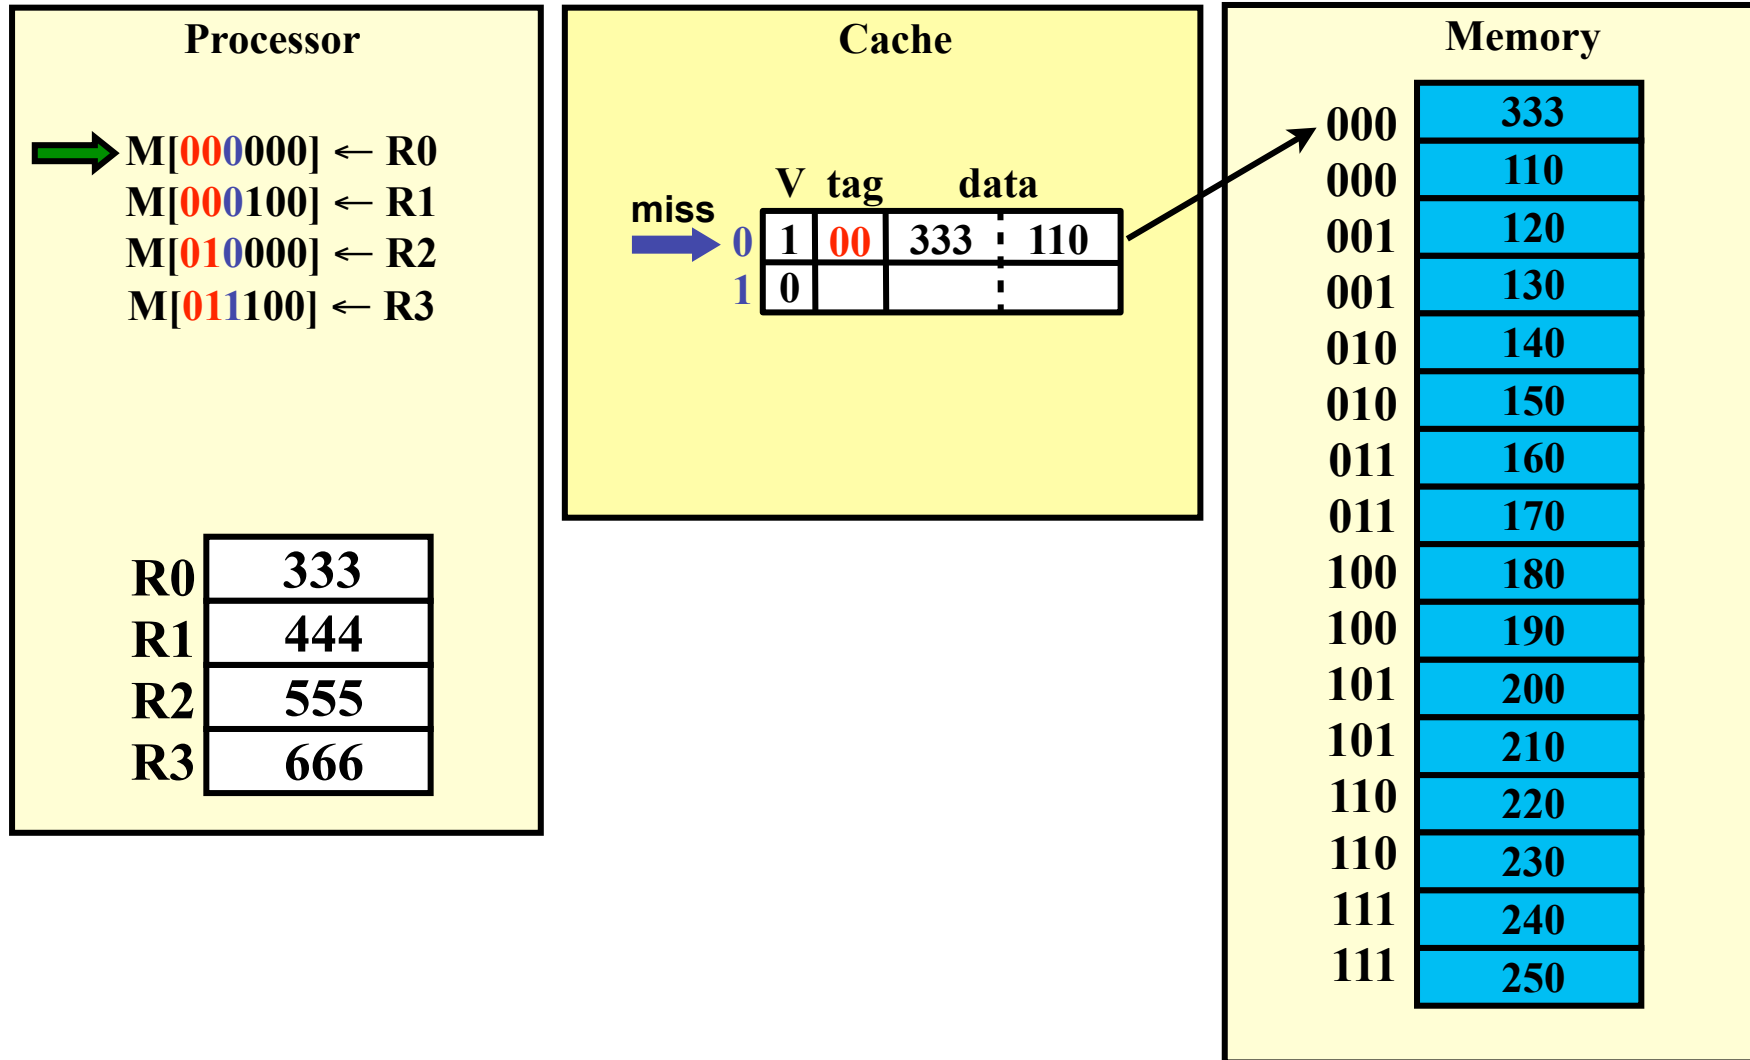 Processor
M[000000] ← R0
M[000100] ← R1
M[010000] ← R2
M[011100] ← R3
R0 333
R1 444
R2 555
R3 666
Cache
V tag data
miss
0 1 00 333 110
1 0
Memory
000 333
000 110
001 120
001 130
010 140
010 150
011 160
011 170
100 180
100 190
101 200
101 210
110 220
110 230
111 240
111 250